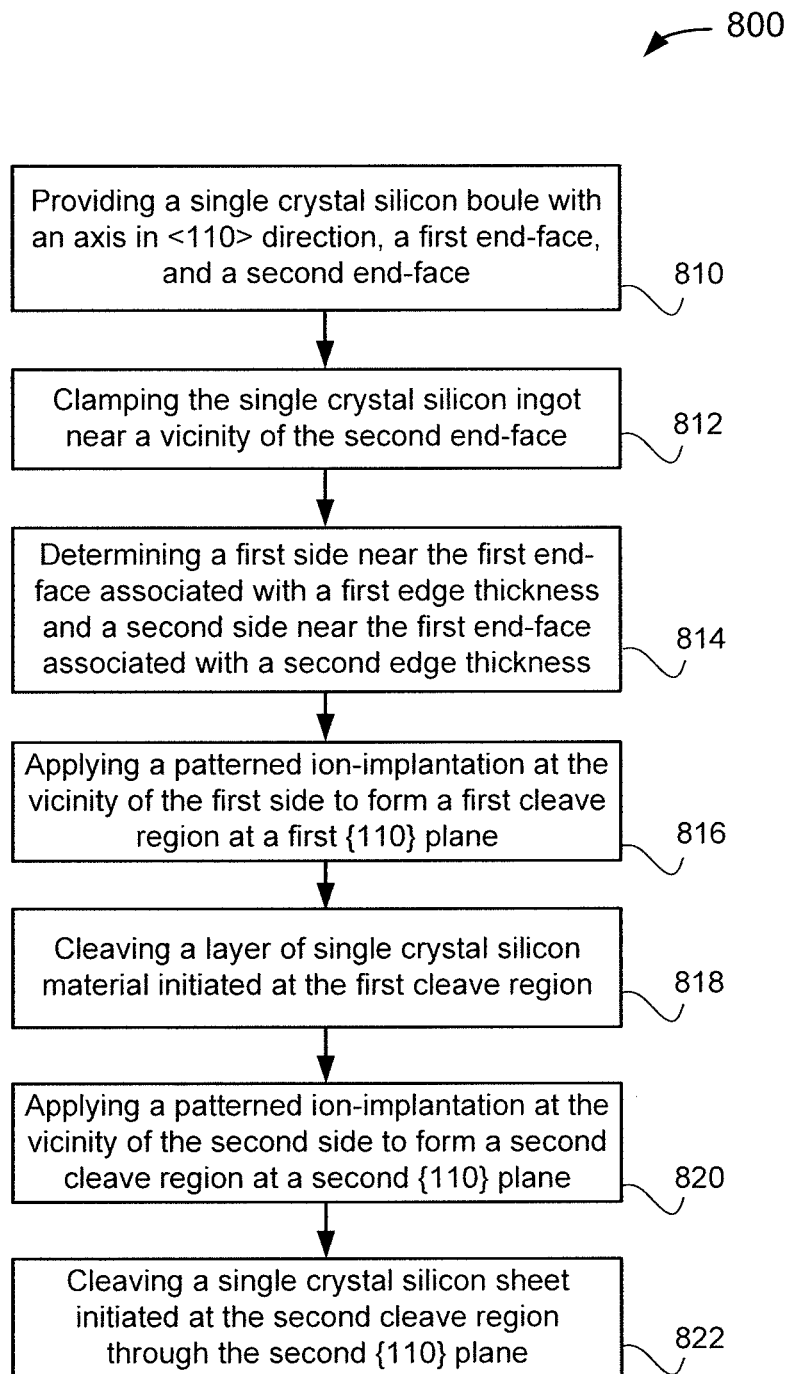 800
Providing a single crystal silicon boule with
an axis in <110> direction, a first end-face,
and a second end-face
810
Clamping the single crystal silicon ingot
near a vicinity of the second end-face
812
Determining a first side near the first end-
face associated with a first edge thickness
and a second side near the first end-face
associated with a second edge thickness
814
Applying a patterned ion-implantation at the
vicinity of the first side to form a first cleave
region at a first {110} plane
816
Cleaving a layer of single crystal silicon
material initiated at the first cleave region
818
Applying a patterned ion-implantation at the
vicinity of the second side to form a second
cleave region at a second {110} plane
820
Cleaving a single crystal silicon sheet
initiated at the second cleave region
through the second {110} plane
822